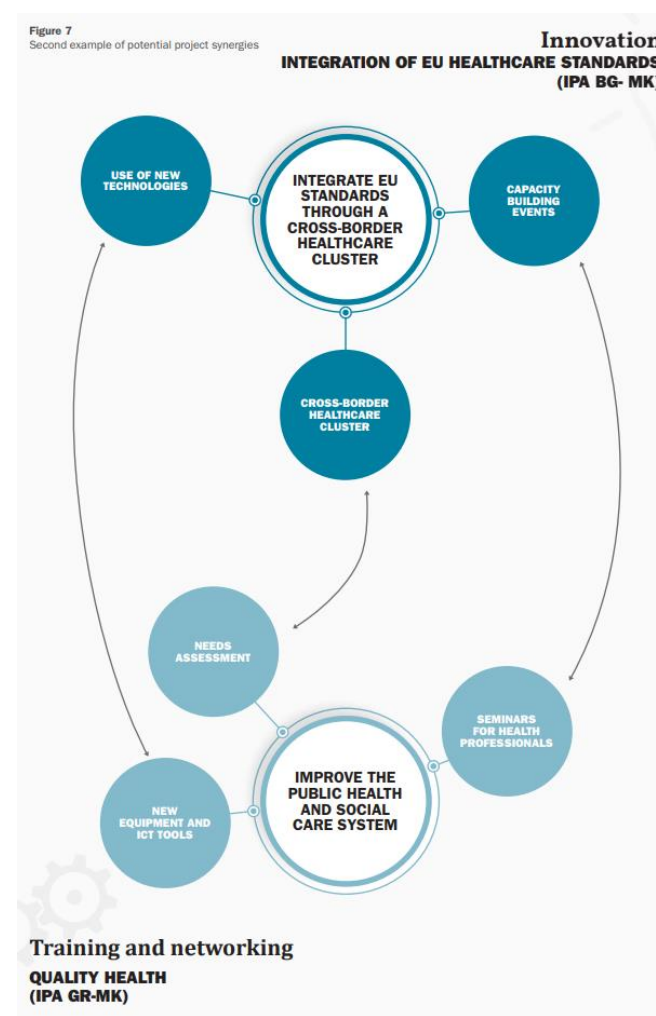 Figure 7
Second example of potential project synergies
Innovation
INTEGRATION OF EU HEALTHCARE STANDARDS
(IPA BG- MK)
USE OF NEW
TECHNOLOGIES
INTEGRATE EU
STANDARDS
THROUGH A
CROSS-BORDER
HEALTHCARE
CLUSTER
CAPACITY
BUILDING
EVENTS
CROSS-BORDER
HEALTHCARE
CLUSTER
NEEDS
ASSESSMENT
SEMINARS
FOR HEALTH
PROFESSIONALS
IMPROVE THE
PUBLIC HEALTH
AND SOCIAL
CARE SYSTEM
NEW
EQUIPMENT AND
ICT TOOLS
Training and networking
QUALITY HEALTH
(IPA GR-MK)